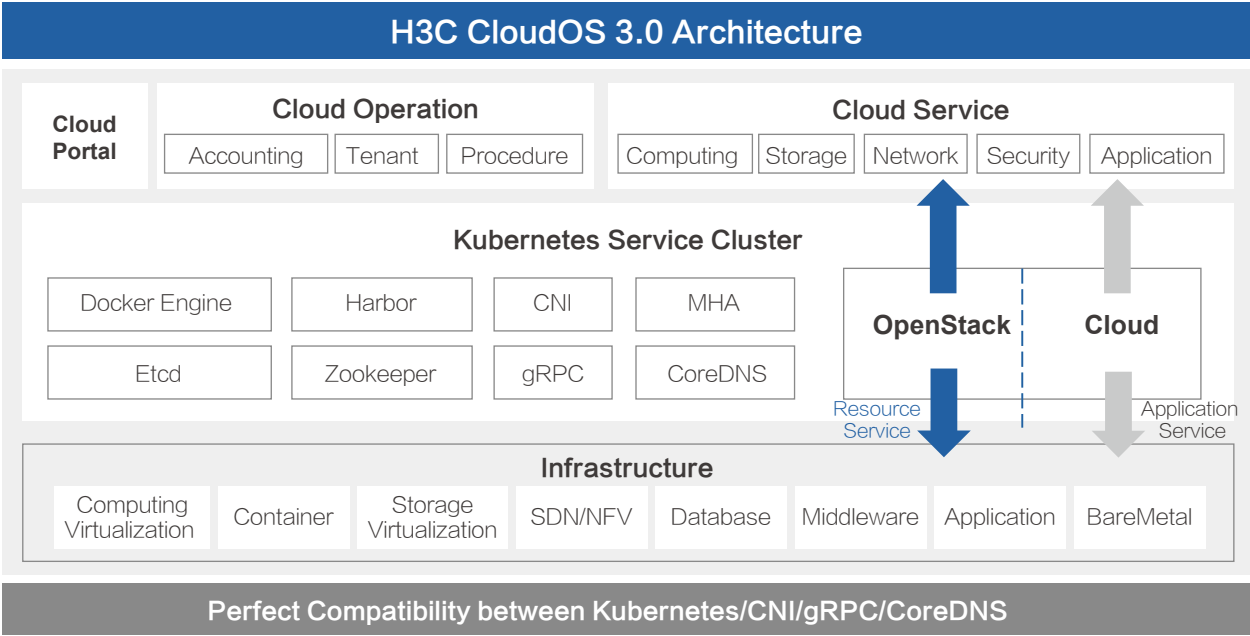 H3C CloudOS 3.0 Architecture
Cloud
Portal
Cloud Operation
Accounting
Tenant
Procedure
Cloud Service
Computing
Storage
Network
Security
Application
Kubernetes Service Cluster
Docker Engine
Harbor
CNI
MHA
Etcd
Zookeeper
gRPC
CoreDNS
OpenStack
Cloud
Resource
Service
Application
Service
Infrastructure
Computing
Virtualization
Container
Storage
Virtualization
SDN/NFV
Database
Middleware
Application
BareMetal
Perfect Compatibility between Kubernetes/CNI/gRPC/CoreDNS